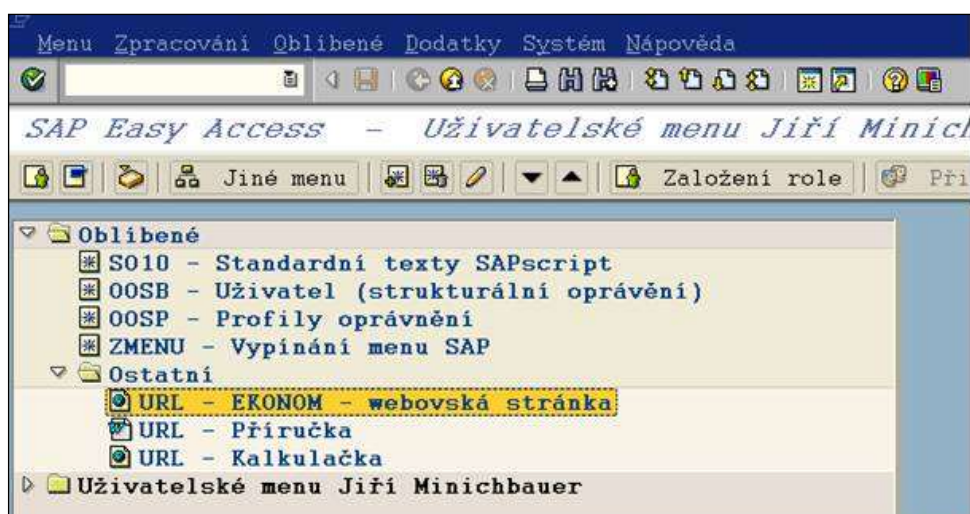 Menu Zpracování Oblíbené Dodatky Systém Nápověda
SAP Easy Access – Uživatelské menu Jiří
Jiné menu Založení role
Oblíbené
SO10 – Standardní texty SAPscript
OOSB – Uživatel (strukturální oprávění)
OOSP – Profily oprávnění
ZMENU – Vypínání menu SAP
Ostatní
URL – EKONOM – webovská stránka
URL – Příručka
URL – Kalkulačka
Uživatelské menu Jiří Minichbauer